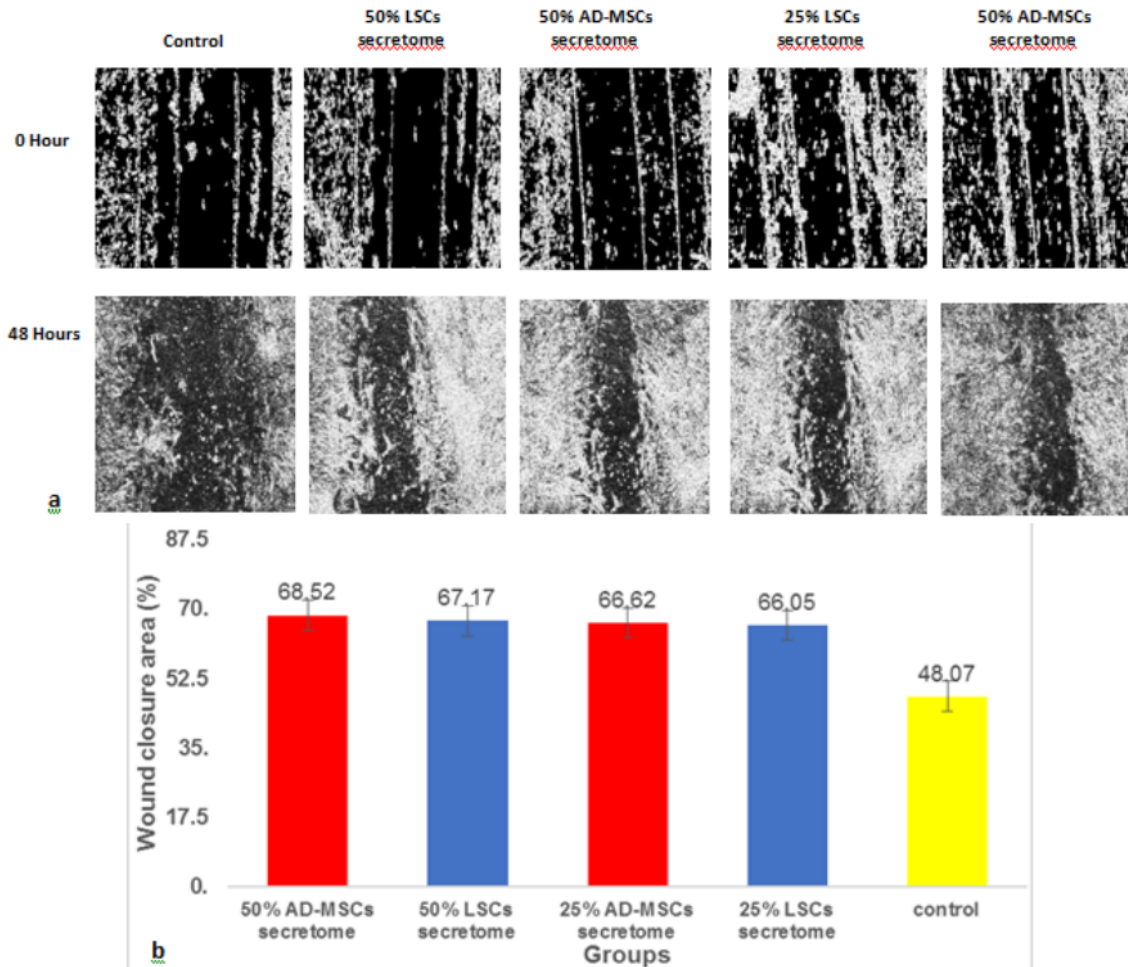 Control
50% LSCs
secretome
50% AD-MSCs
secretome
25% LSCs
secretome
50% AD-MSCs
secretome
0 Hour
48 Hours
a
87.5
70.
52.5
35.
17.5
0.
Wound closure area (%)
68.52
67.17
66.62
66.05
48.07
50% AD-MSCs
secretome
50% LSCs
secretome
25% AD-MSCs
secretome
25% LSCs
secretome
control
Groups
b